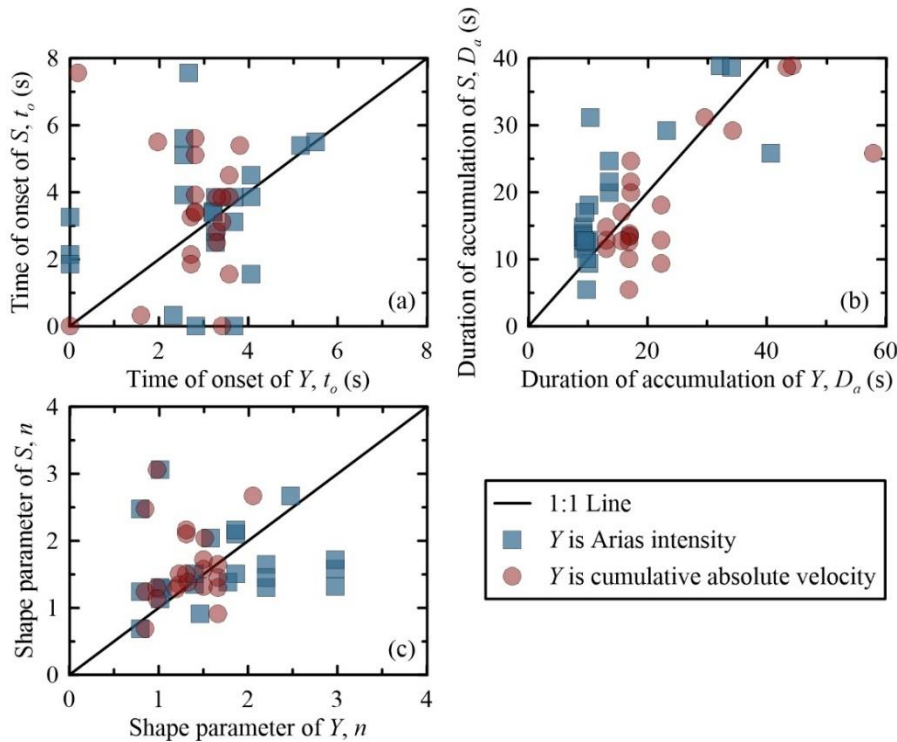 8
6
4
2
0
Time of onset of S, tₒ (s)
(a)
0 2 4 6 8
Time of onset of Y, tₒ (s)
40
30
20
10
0
Duration of accumulation of S, Dₐ (s)
(b)
0 20 40 60
Duration of accumulation of Y, Dₐ (s)
4
3
2
1
0
Shape parameter of S, n
(c)
0 1 2 3 4
Shape parameter of Y, n
1:1 Line
Y is Arias intensity
Y is cumulative absolute velocity